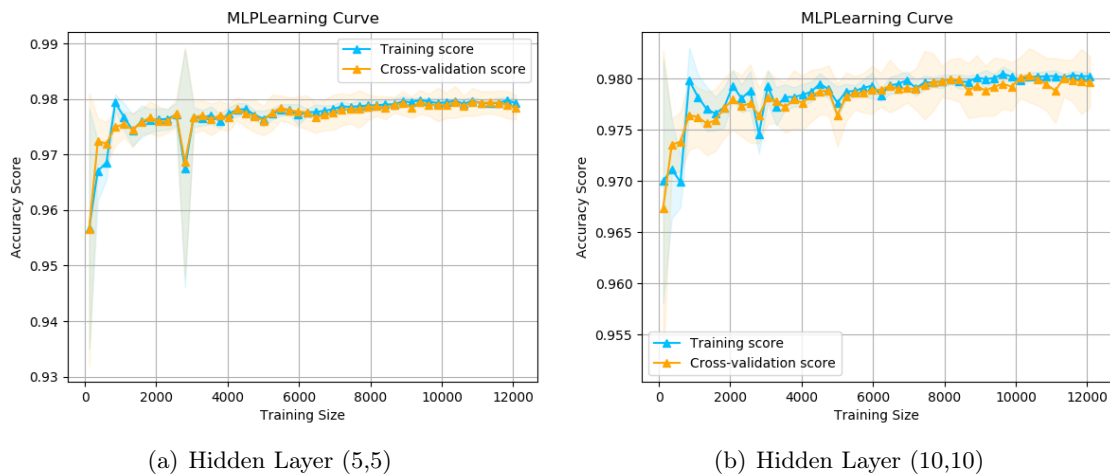 MLPLearning Curve
0.99
0.98
0.97
0.96
0.95
0.94
0.93
Accuracy Score
Training score
Cross-validation score
0
2000
4000
6000
8000
10000
12000
Training Size
(a) Hidden Layer (5,5)
MLPLearning Curve
0.980
0.975
0.970
0.965
0.960
0.955
Accuracy Score
Training score
Cross-validation score
0
2000
4000
6000
8000
10000
12000
Training Size
(b) Hidden Layer (10,10)